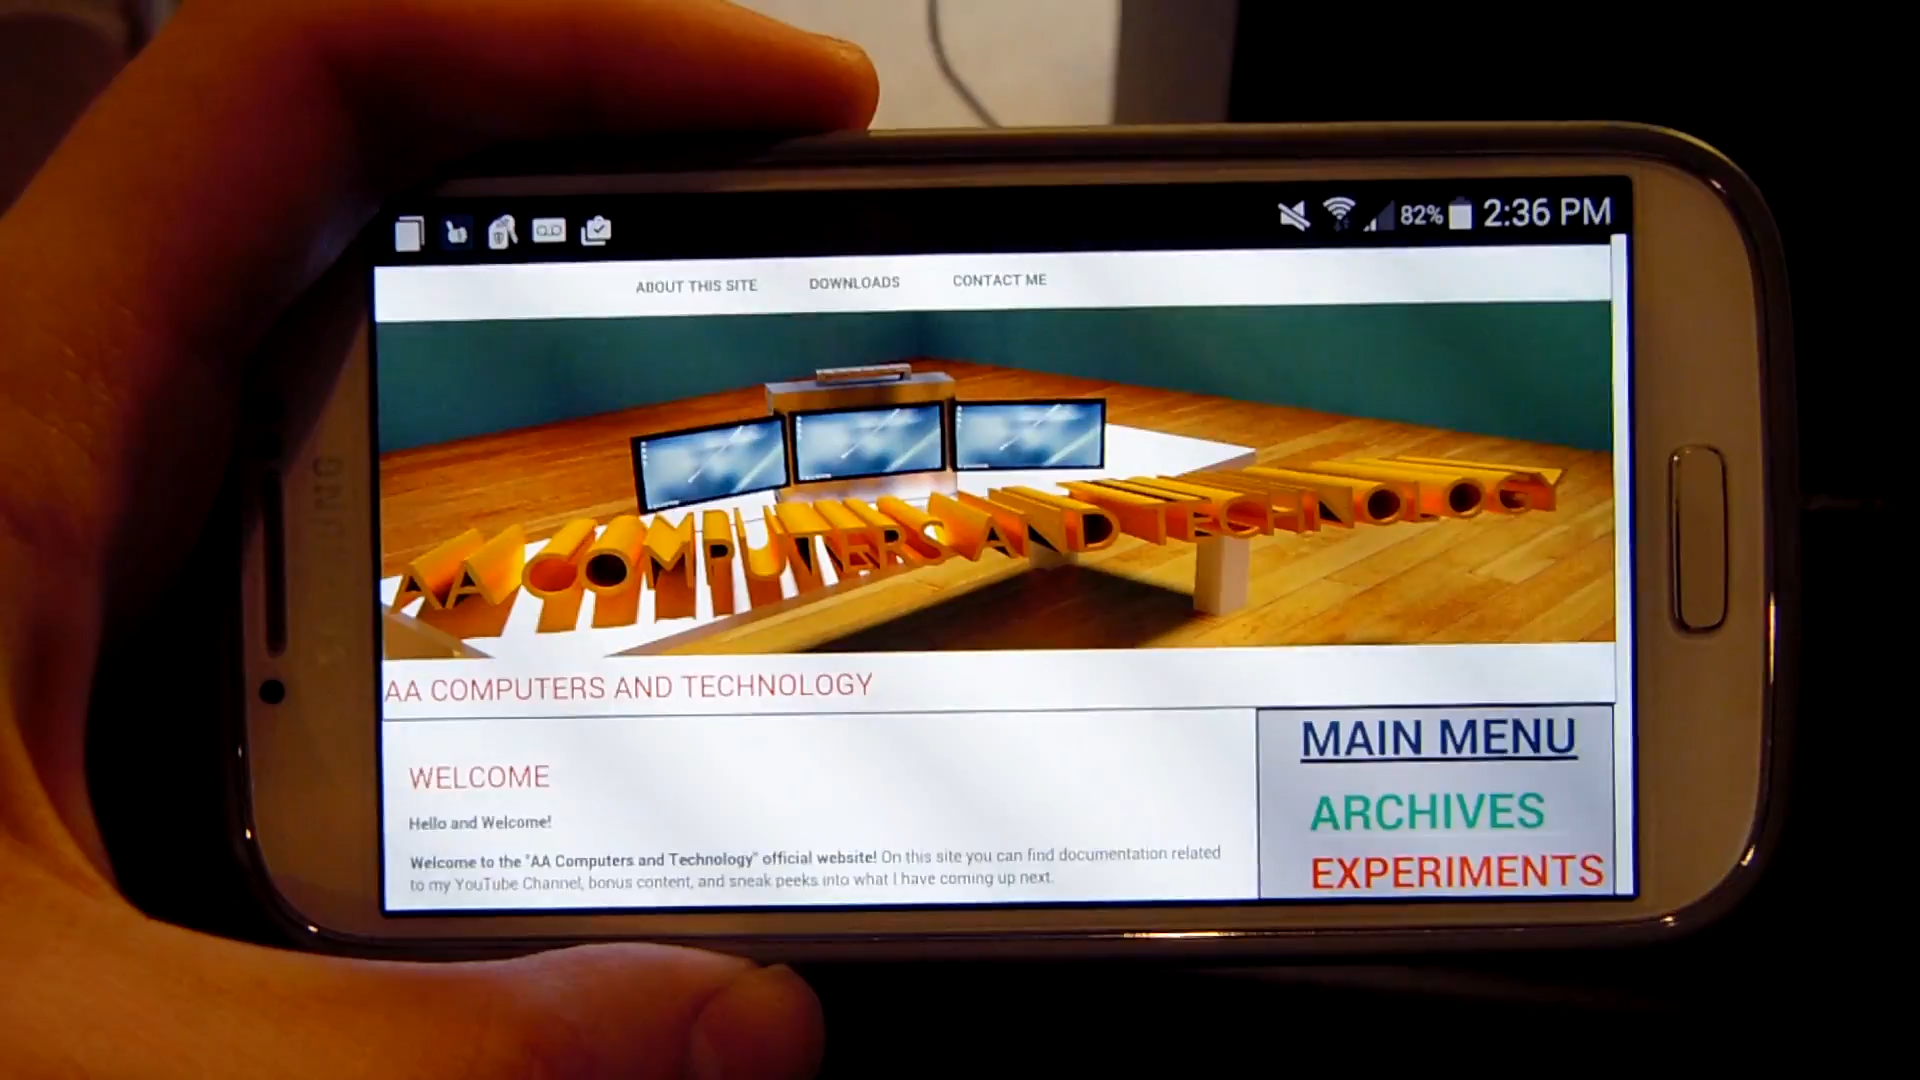 82% 2:36 PM
ABOUT THIS SITE DOWNLOADS CONTACT ME
AA COMPUTERS AND TECHNOLOGY
AA COMPUTERS AND TECHNOLOGY
WELCOME
Hello and Welcome!
Welcome to the "AA Computers and Technology" official website! On this site you can find documentation related
to my YouTube Channel, bonus content, and sneak peeks into what I have coming up next.
MAIN MENU
ARCHIVES
EXPERIMENTS